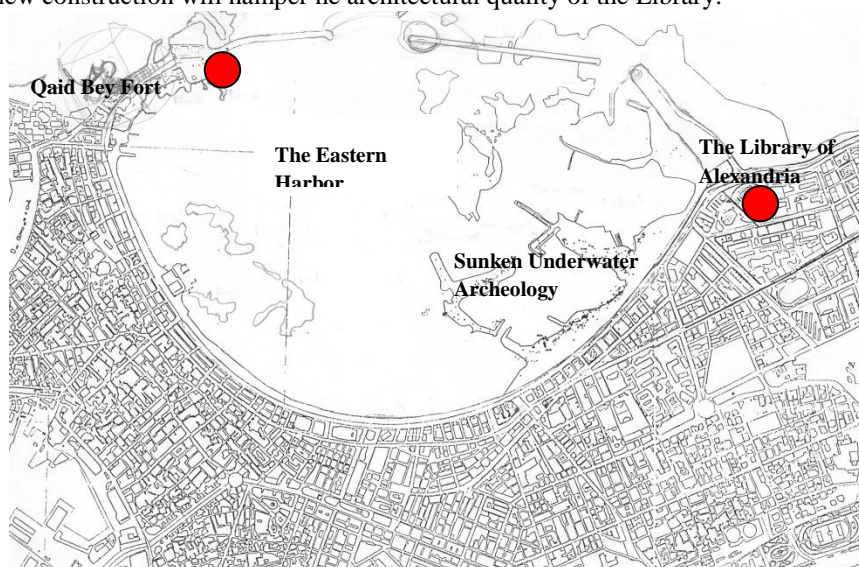 new construction will hamper he architectural quality of the Library.
Qaid Bey Fort
The Eastern
Harbor
The Library of
Alexandria
Sunken Underwater
Archeology